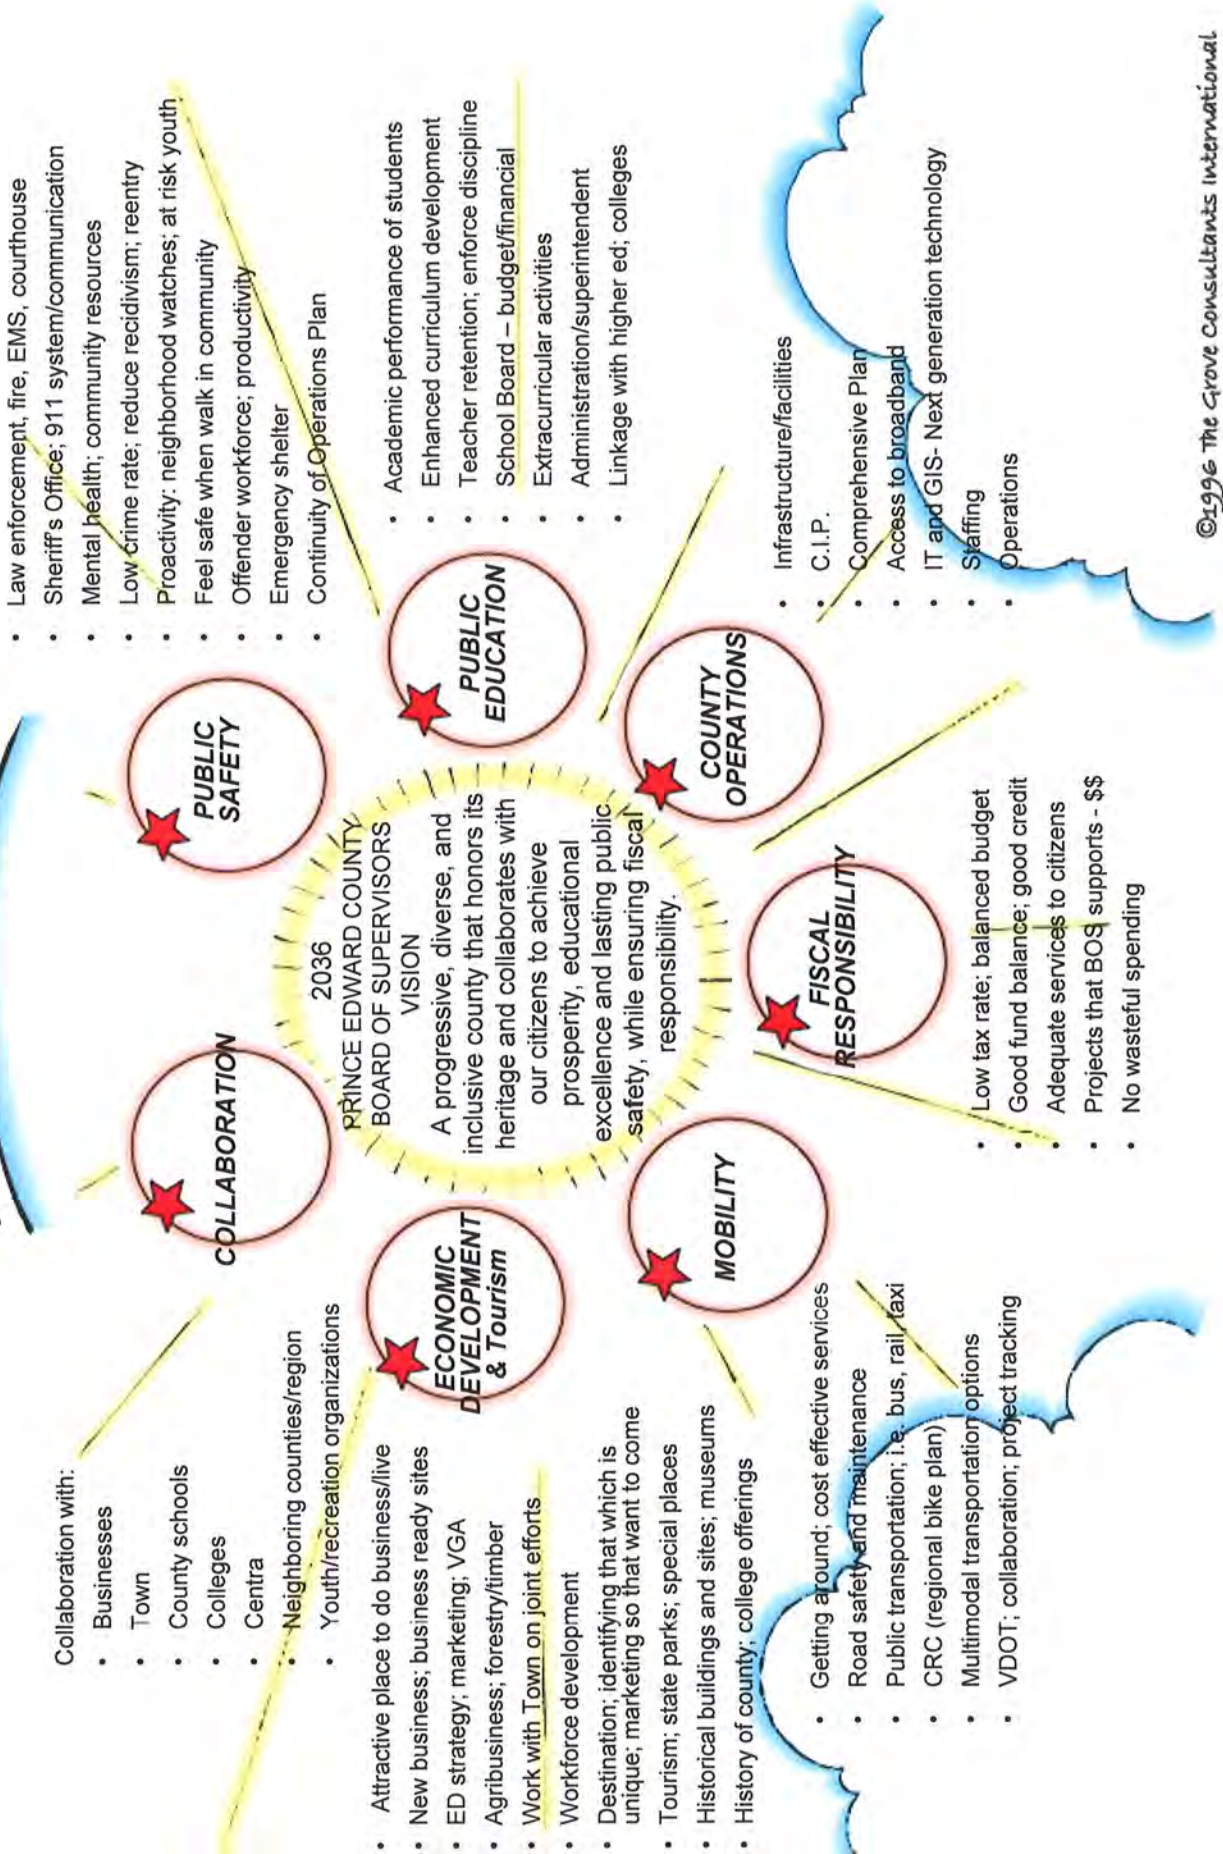 Collaboration with:
• Businesses
• Town
• County schools
• Colleges
• Centra
• Neighboring counties/region
• Youth/recreation organizations
COLLABORATION
PUBLIC
SAFETY
• Law enforcement, fire, EMS, courthouse
• Sheriff's Office; 911 system/communication
• Mental health; community resources
• Low crime rate; reduce recidivism; reentry
• Proactivity: neighborhood watches; at risk youth
• Feel safe when walk in community
• Offender workforce; productivity
• Emergency shelter
• Continuity of Operations Plan
• Attractive place to do business/live
• New business; business ready sites
• ED strategy; marketing; VGA
• Agribusiness; forestry/timber
• Work with Town on joint efforts
• Workforce development
• Destination; identifying that which is
unique; marketing so that want to come
• Tourism; state parks; special places
• Historical buildings and sites; museums
• History of county; college offerings
ECONOMIC
DEVELOPMENT
& Tourism
2036
PRINCE EDWARD COUNTY
BOARD OF SUPERVISORS
VISION
A progressive, diverse, and
inclusive county that honors its
heritage and collaborates with
our citizens to achieve
prosperity, educational
excellence and lasting public
safety, while ensuring fiscal
responsibility.
PUBLIC
EDUCATION
• Academic performance of students
• Enhanced curriculum development
• Teacher retention; enforce discipline
• School Board – budget/financial
• Extracurricular activities
• Administration/superintendent
• Linkage with higher ed; colleges
MOBILITY
• Getting around; cost effective services
• Road safety and maintenance
• Public transportation; i.e. bus, rail, taxi
• CRC (regional bike plan)
• Multimodal transportation options
• VDOT; collaboration; project tracking
FISCAL
RESPONSIBILITY
• Low tax rate; balanced budget
• Good fund balance; good credit
• Adequate services to citizens
• Projects that BOS supports - $$
• No wasteful spending
COUNTY
OPERATIONS
• Infrastructure/facilities
• C.I.P.
• Comprehensive Plan
• Access to broadband
• IT and GIS- Next generation technology
• Staffing
• Operations
©1996 The Grove Consultants International